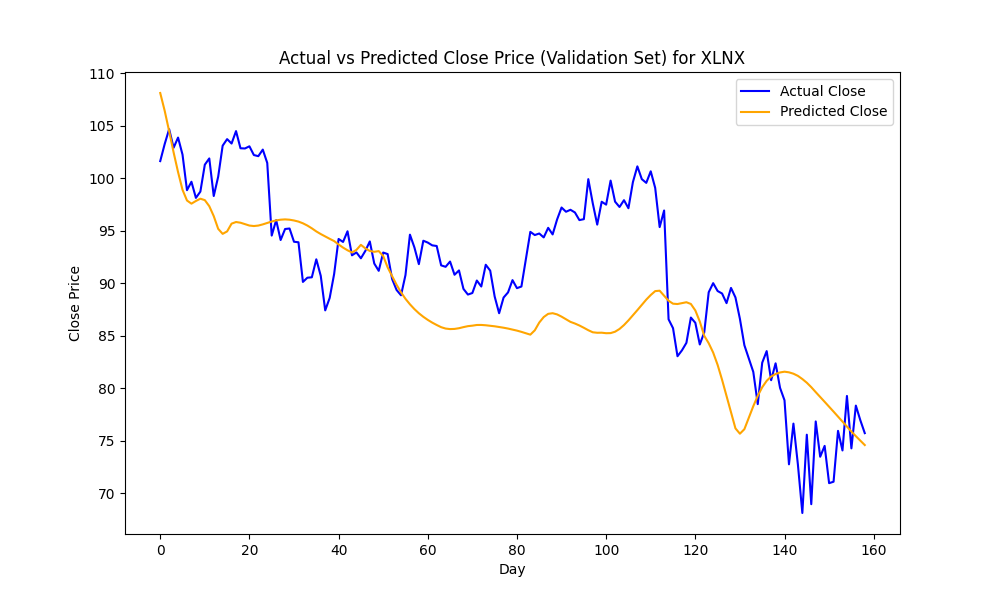 Actual vs Predicted Close Price (Validation Set) for XLNX
Actual Close
Predicted Close
Close Price
110
105
100
95
90
85
80
75
70
0 20 40 60 80 100 120 140 160
Day